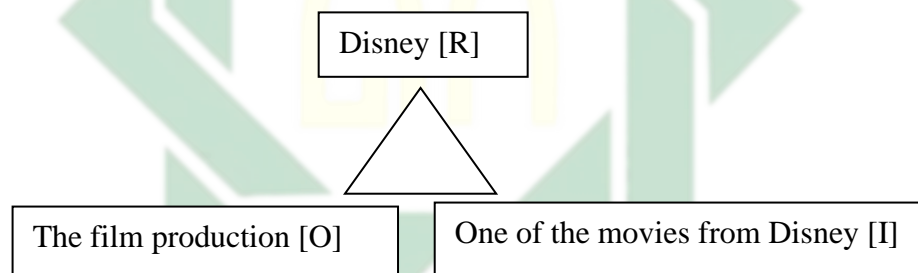 Disney [R]
The film production [O]
One of the movies from Disney [I]